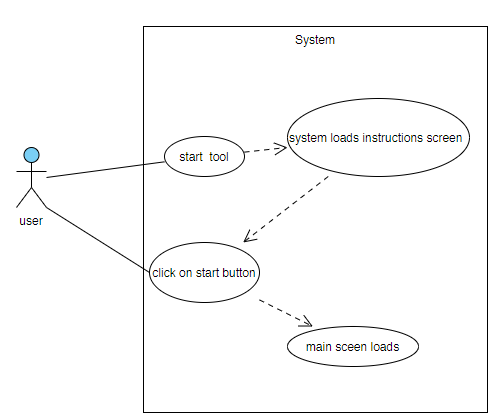 System
system loads instructions screen
start tool
user
click on start button
main sceen loads